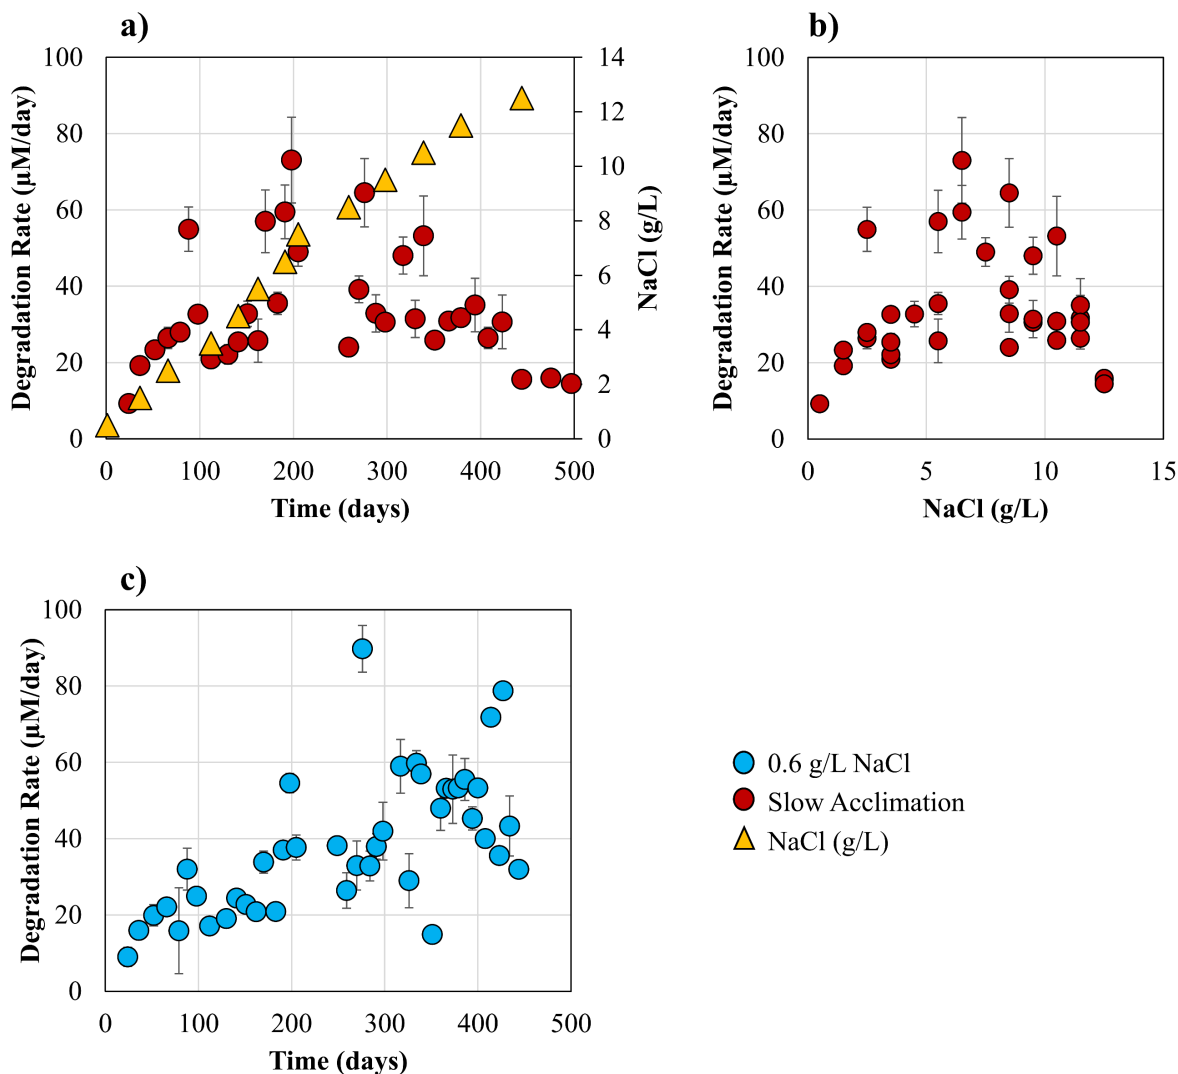 a)
100
80
60
40
20
0
Degradation Rate (µM/day)
14
12
10
8
6
4
2
0
NaCl (g/L)
0 100 200 300 400 500
Time (days)
b)
100
80
60
40
20
0
Degradation Rate (µM/day)
0 5 10 15
NaCl (g/L)
c)
100
80
60
40
20
0
Degradation Rate (µM/day)
0 100 200 300 400 500
Time (days)
0.6 g/L NaCl
Slow Acclimation
NaCl (g/L)